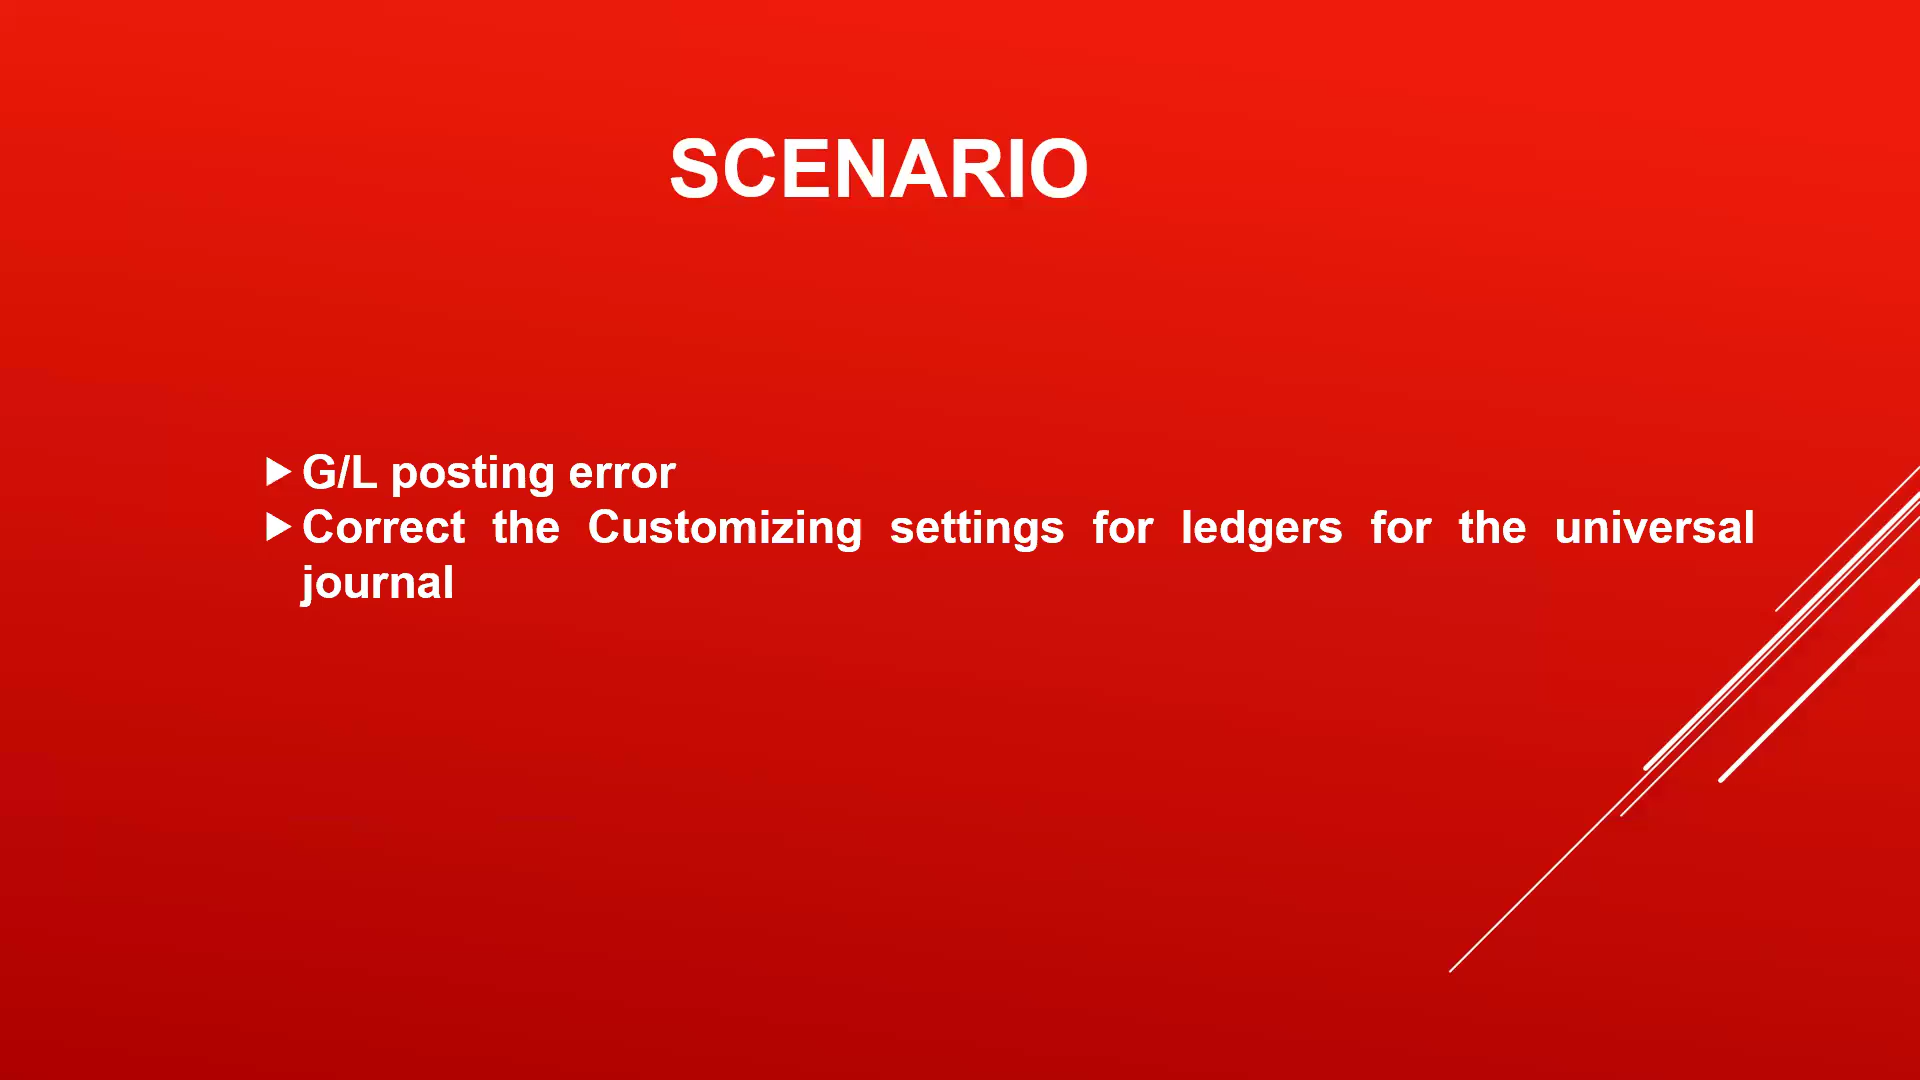 SCENARIO
G/L posting error
Correct the Customizing settings for ledgers for the universal
journal